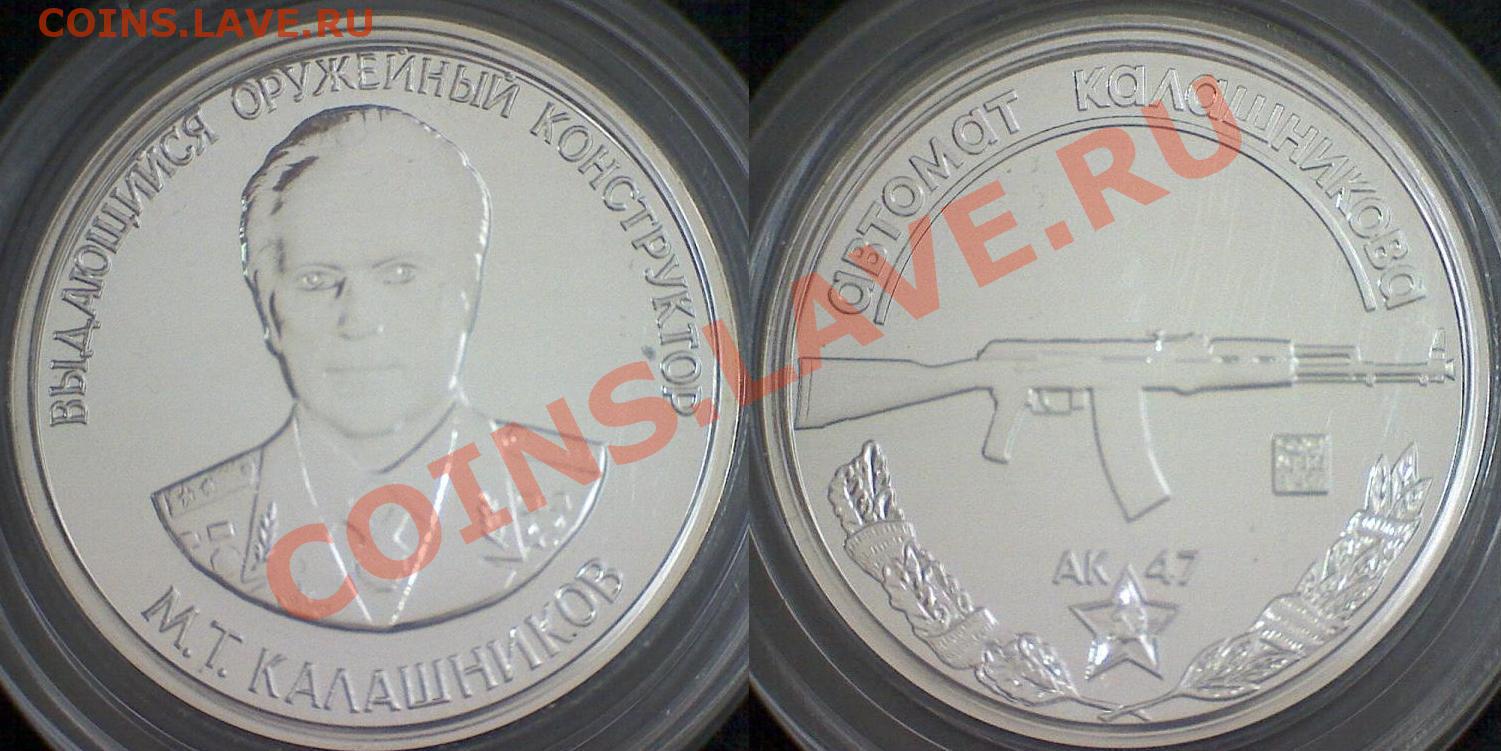 COINS.LAVE.RU
ВЫДАЮЩИЙСЯ ОРУЖЕЙНЫЙ КОНСТРУКТОР
М.Т. КАЛАШНИКОВ
автомат калашникова
АК 47
COINS.LAVE.RU